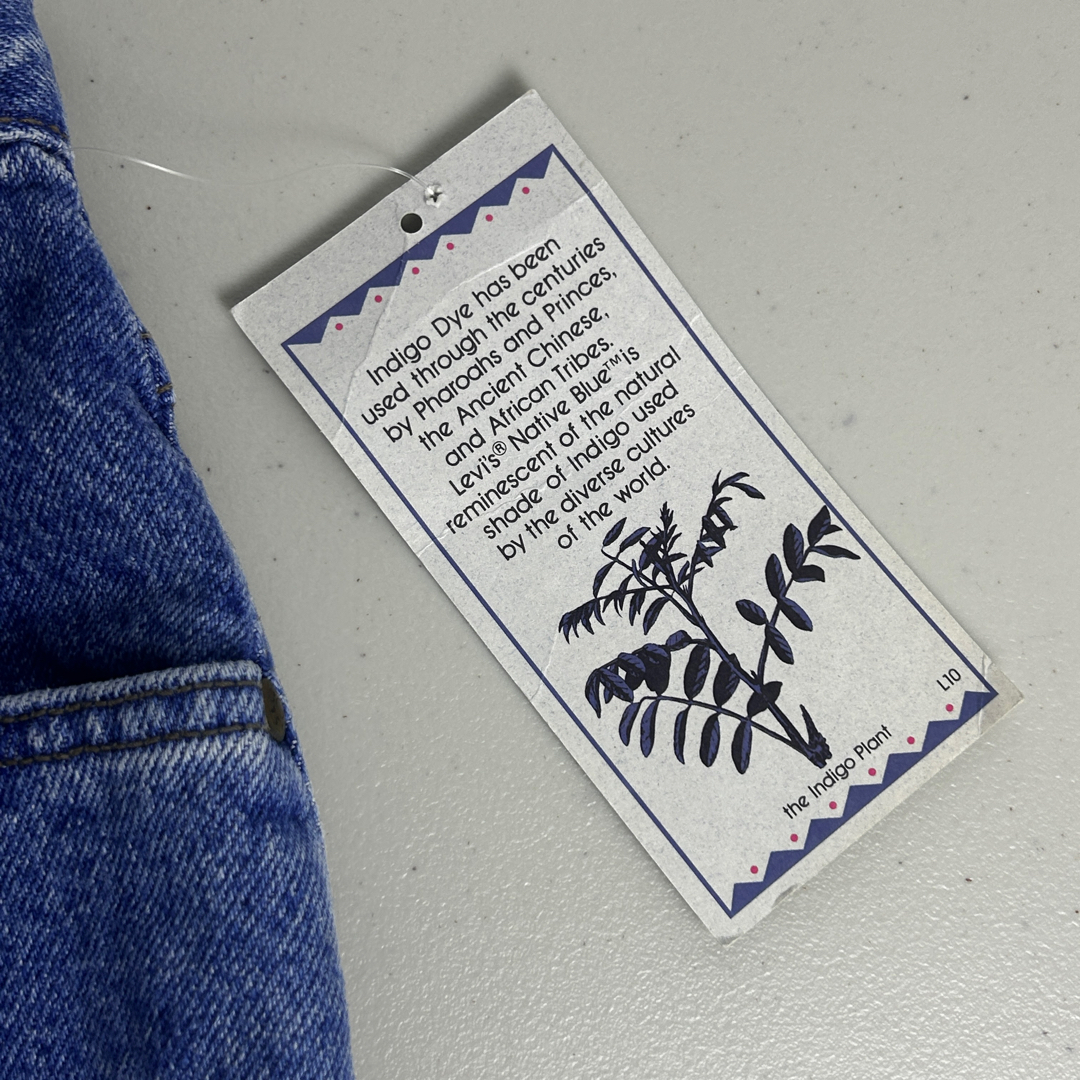 Indigo Dye has been
used through the centuries
by Pharoahs and Princes,
the Ancient Chinese,
and African Tribes.
Levi's® Native Blue™ is
reminescent of the natural
shade of Indigo used
by the diverse cultures
of the world.
L10
the Indigo Plant